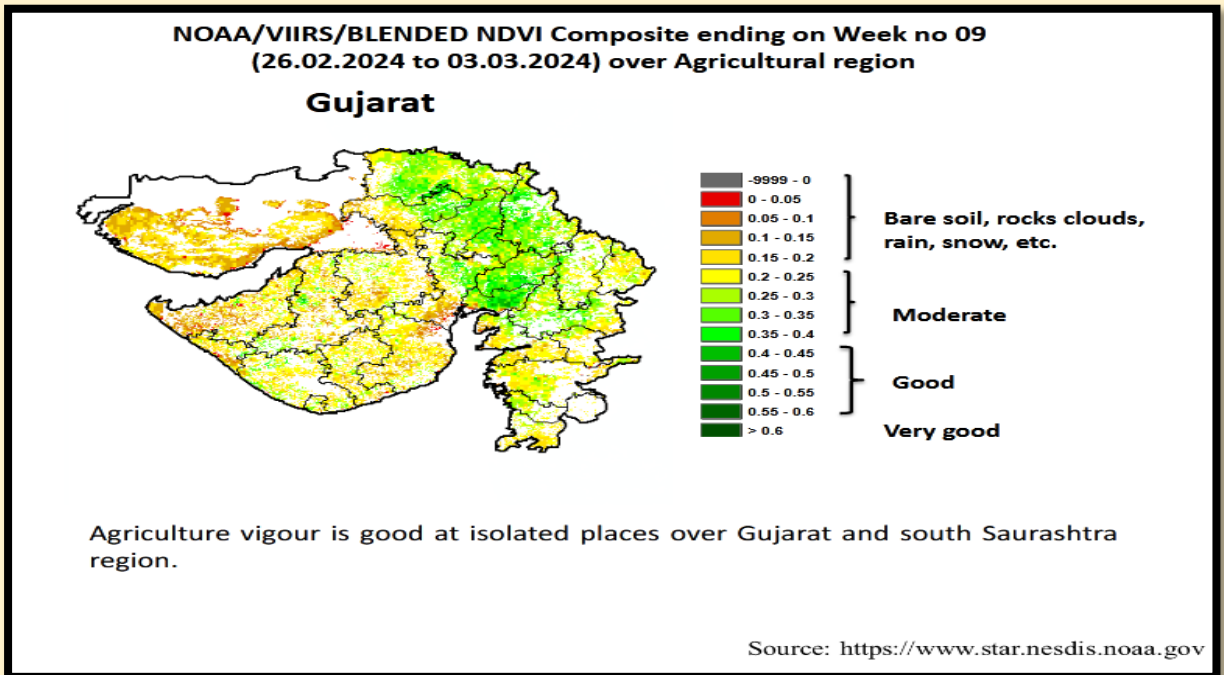 NOAA/VIIRS/BLENDED NDVI Composite ending on Week no 09
(26.02.2024 to 03.03.2024) over Agricultural region
Gujarat
-9999 - 0
0 - 0.05
0.05 - 0.1
0.1 - 0.15
0.15 - 0.2
0.2 - 0.25
0.25 - 0.3
0.3 - 0.35
0.35 - 0.4
0.4 - 0.45
0.45 - 0.5
0.5 - 0.55
0.55 - 0.6
> 0.6
Bare soil, rocks clouds,
rain, snow, etc.
Moderate
Good
Very good
Agriculture vigour is good at isolated places over Gujarat and south Saurashtra
region.
Source: https://www.star.nesdis.noaa.gov